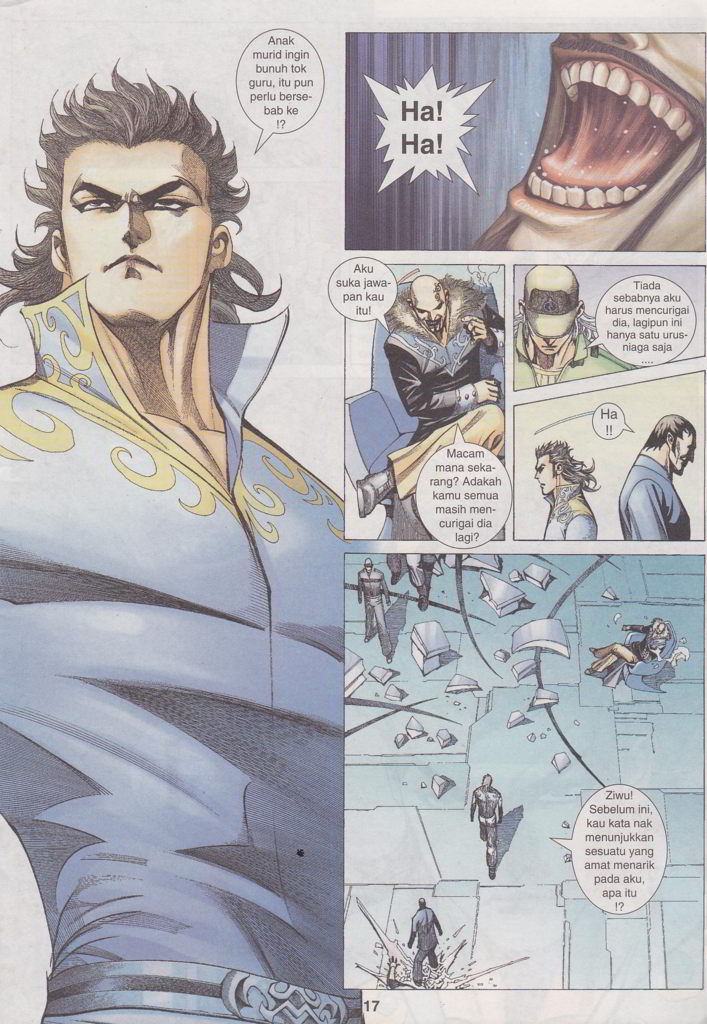 Anak
murid ingin
bunuh tok
guru, itu pun
perlu berse-
bab ke
!?
Ha!
Ha!
Aku
suka jawa-
pan kau
itu!
Macam
mana seka-
rang? Adakah
kamu semua
masih men-
curigai dia
lagi?
Tiada
sebabnya aku
harus mencurigai
dia, lagipun ini
hanya satu urus-
niaga saja
....
Ha
!!
Ziwu!
Sebelum ini,
kau kata nak
menunjukkan
sesuatu yang
amat menarik
pada aku,
apa itu
!?
17